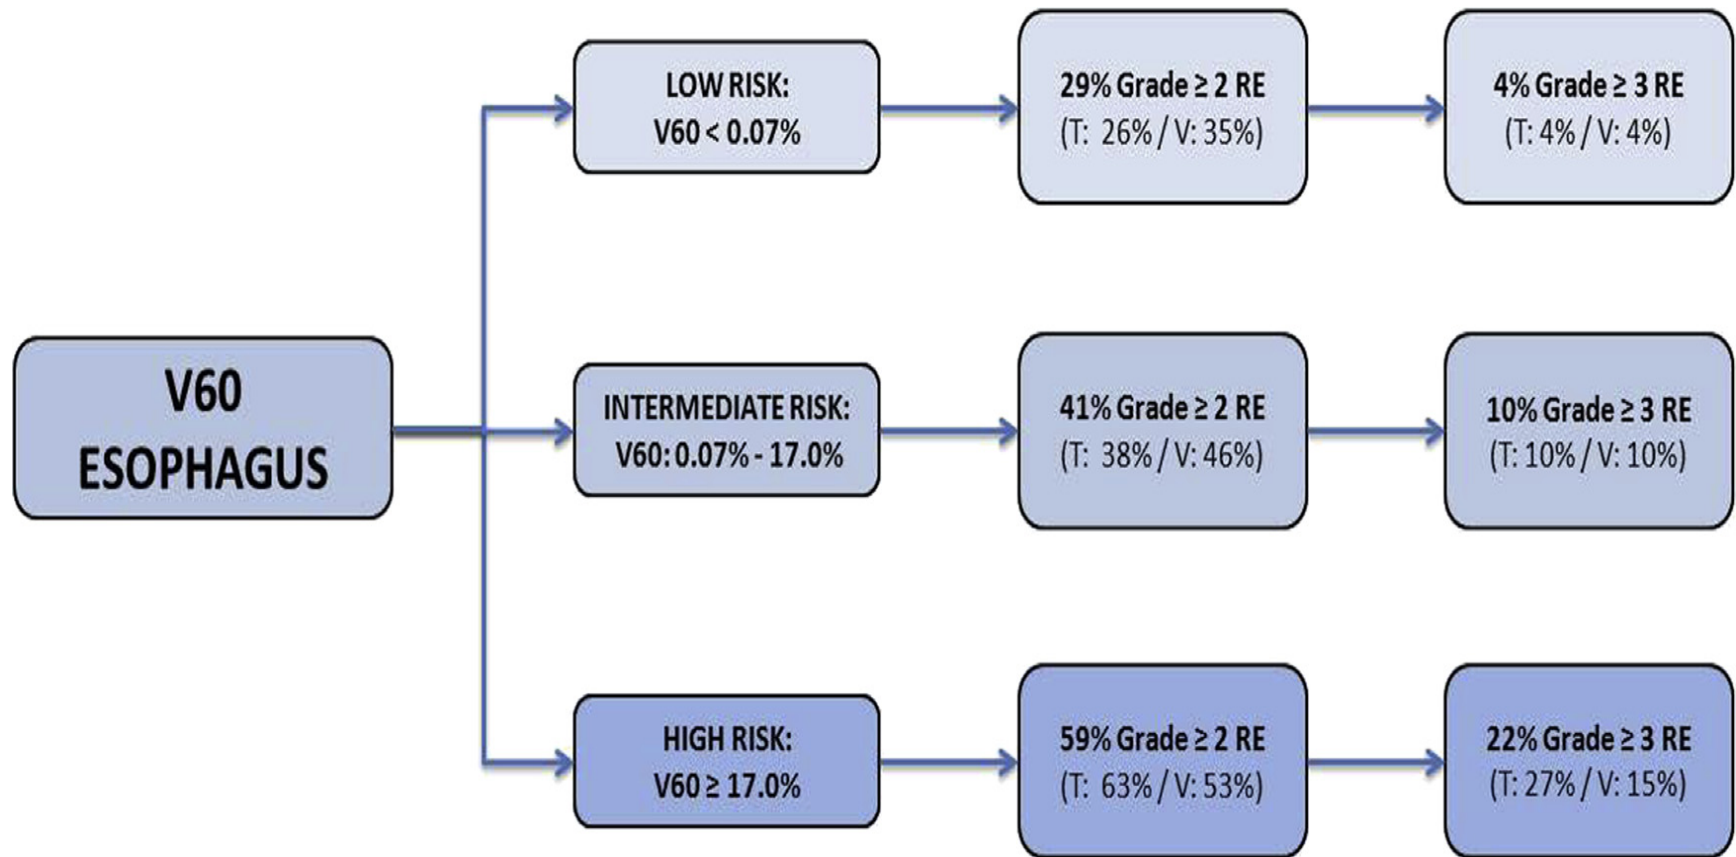 V60
ESOPHAGUS
LOW RISK:
V60 < 0.07%
29% Grade ≥ 2 RE
(T: 26% / V: 35%)
4% Grade ≥ 3 RE
(T: 4% / V: 4%)
INTERMEDIATE RISK:
V60: 0.07% - 17.0%
41% Grade ≥ 2 RE
(T: 38% / V: 46%)
10% Grade ≥ 3 RE
(T: 10% / V: 10%)
HIGH RISK:
V60 ≥ 17.0%
59% Grade ≥ 2 RE
(T: 63% / V: 53%)
22% Grade ≥ 3 RE
(T: 27% / V: 15%)